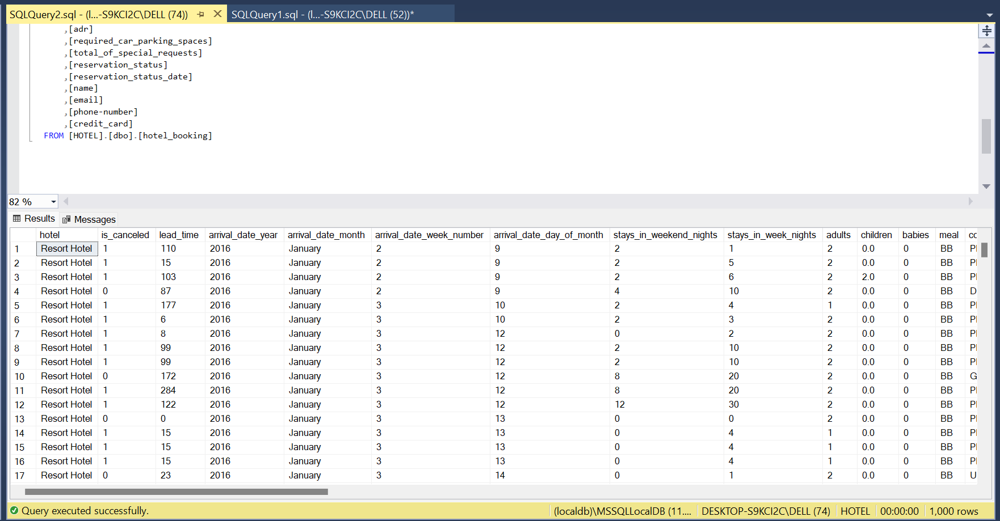 SQLQuery2.sql - (l...-S9KCI2C\DELL (74)) SQLQuery1.sql - (l...-S9KCI2C\DELL (52))*
,[adr]
,[required_car_parking_spaces]
,[total_of_special_requests]
,[reservation_status]
,[reservation_status_date]
,[name]
,[email]
,[phone-number]
,[credit_card]
FROM [HOTEL].[dbo].[hotel_booking]
82 %
Results Messages
hotel is_canceled lead_time arrival_date_year arrival_date_month arrival_date_week_number arrival_date_day_of_month stays_in_weekend_nights stays_in_week_nights adults children babies meal
1 Resort Hotel 1 110 2016 January 2 9 2 1 2 0.0 0 BB
2 Resort Hotel 1 15 2016 January 2 9 2 5 2 0.0 0 BB
3 Resort Hotel 1 103 2016 January 2 9 2 6 2 2.0 0 BB
4 Resort Hotel 0 87 2016 January 2 9 4 10 2 0.0 0 BB
5 Resort Hotel 1 177 2016 January 3 10 2 4 1 0.0 0 BB
6 Resort Hotel 1 6 2016 January 3 10 2 3 2 0.0 0 BB
7 Resort Hotel 1 8 2016 January 3 12 0 2 2 0.0 0 BB
8 Resort Hotel 1 99 2016 January 3 12 2 10 2 0.0 0 BB
9 Resort Hotel 1 99 2016 January 3 12 2 10 2 0.0 0 BB
10 Resort Hotel 0 172 2016 January 3 12 8 20 2 0.0 0 BB
11 Resort Hotel 1 284 2016 January 3 12 8 20 2 0.0 0 BB
12 Resort Hotel 1 122 2016 January 3 12 12 30 2 0.0 0 BB
13 Resort Hotel 0 0 2016 January 3 13 0 0 2 0.0 0 BB
14 Resort Hotel 1 15 2016 January 3 13 0 4 1 0.0 0 BB
15 Resort Hotel 1 15 2016 January 3 13 0 4 1 0.0 0 BB
16 Resort Hotel 1 15 2016 January 3 13 0 4 1 0.0 0 BB
17 Resort Hotel 0 23 2016 January 3 14 0 1 2 0.0 0 BB
Query executed successfully. (localdb)\MSSQLLocalDB (11.... DESKTOP-S9KCI2C\DELL (74) HOTEL 00:00:00 1,000 rows